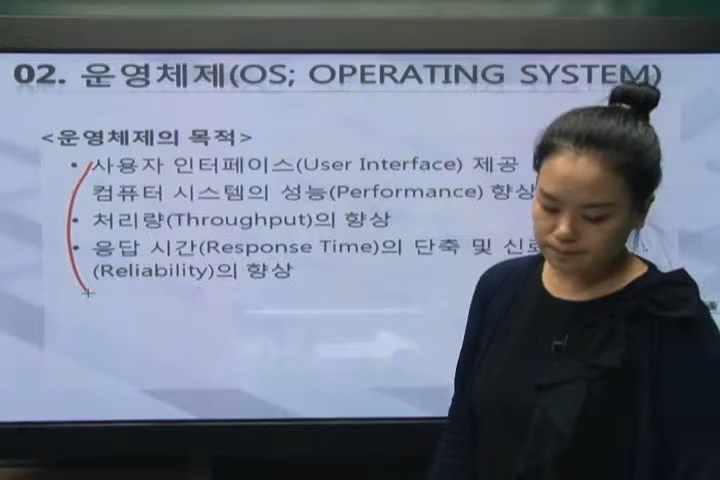 02. 운영체제(OS; OPERATING SYSTEM)
<운영체제의 목적>
• 사용자 인터페이스(User Interface) 제공
컴퓨터 시스템의 성능(Performance) 향상
• 처리량(Throughput)의 향상
• 응답 시간(Response Time)의 단축 및
(Reliability)의 향상